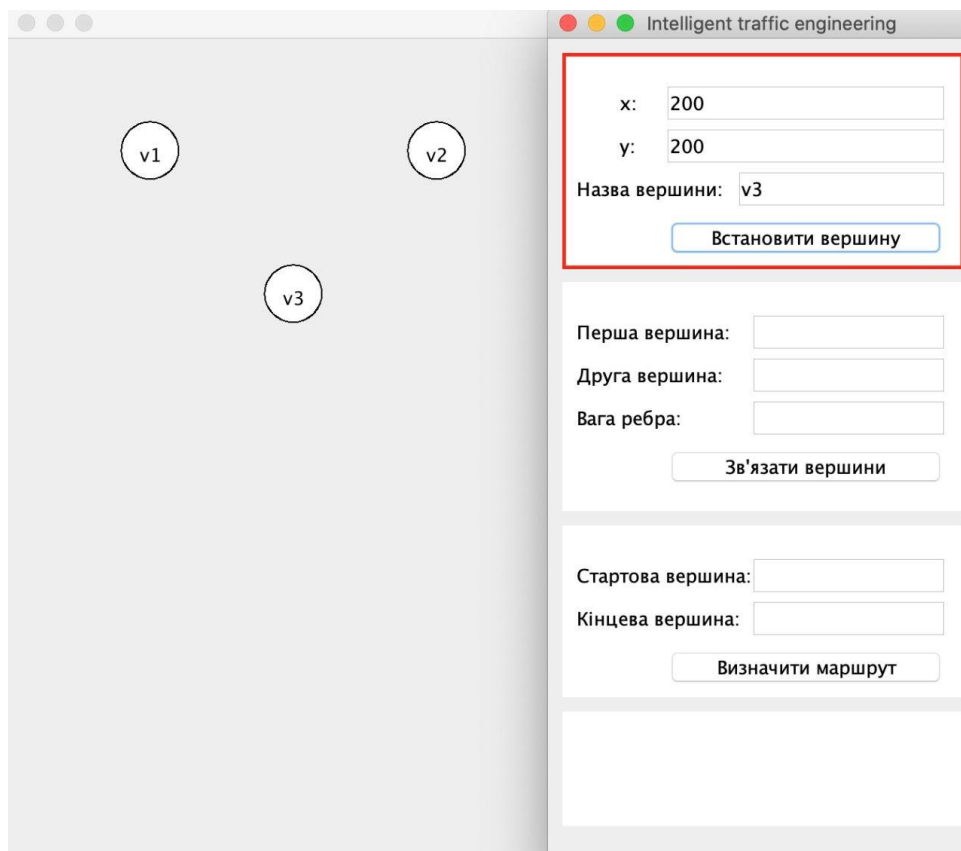 Intelligent traffic engineering
v1
v2
v3
x: 200
y: 200
Назва вершини: v3
Встановити вершину
Перша вершина:
Друга вершина:
Вага ребра:
Зв'язати вершини
Стартова вершина:
Кінцева вершина:
Визначити маршрут